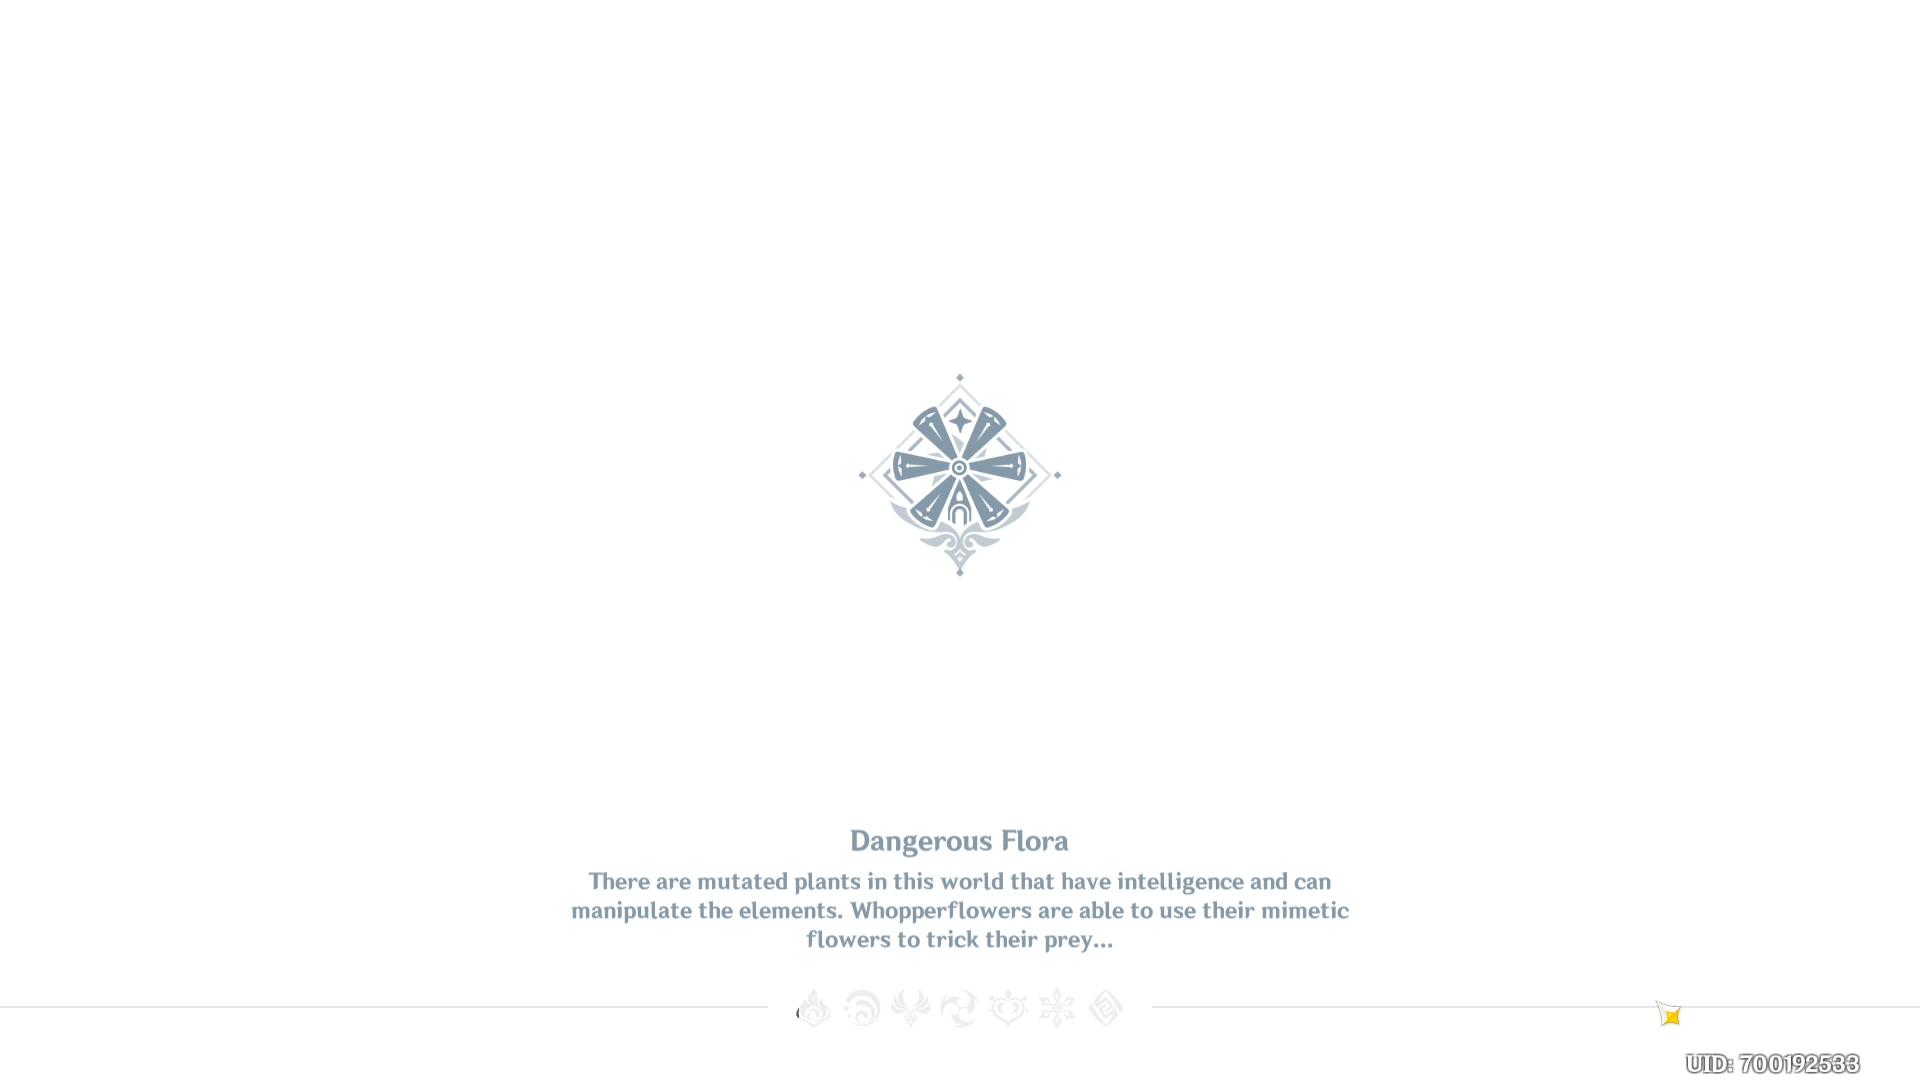 Dangerous Flora
There are mutated plants in this world that have intelligence and can
manipulate the elements. Whopperflowers are able to use their mimetic
flowers to trick their prey...
UID: 700192533